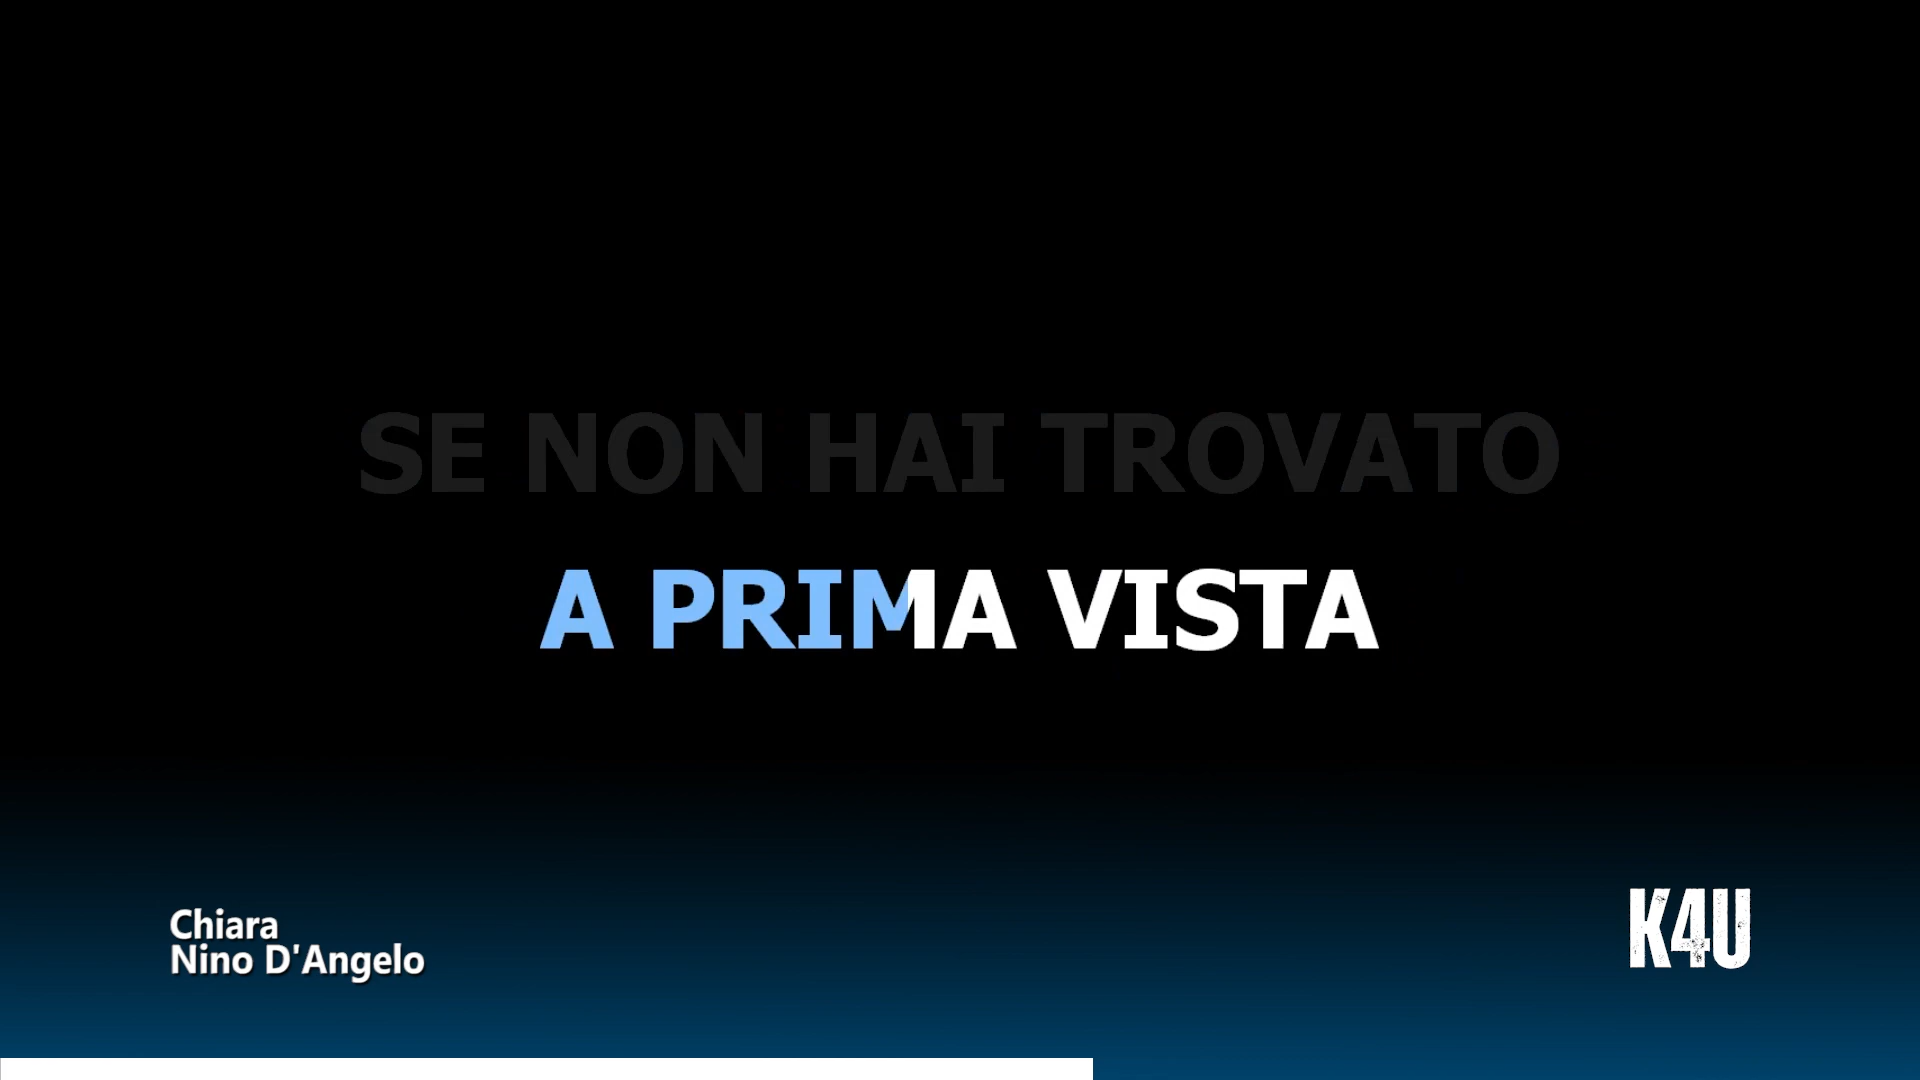 SE NON HAI TROVATO
A PRIMA VISTA
Chiara
Nino D'Angelo
K4U